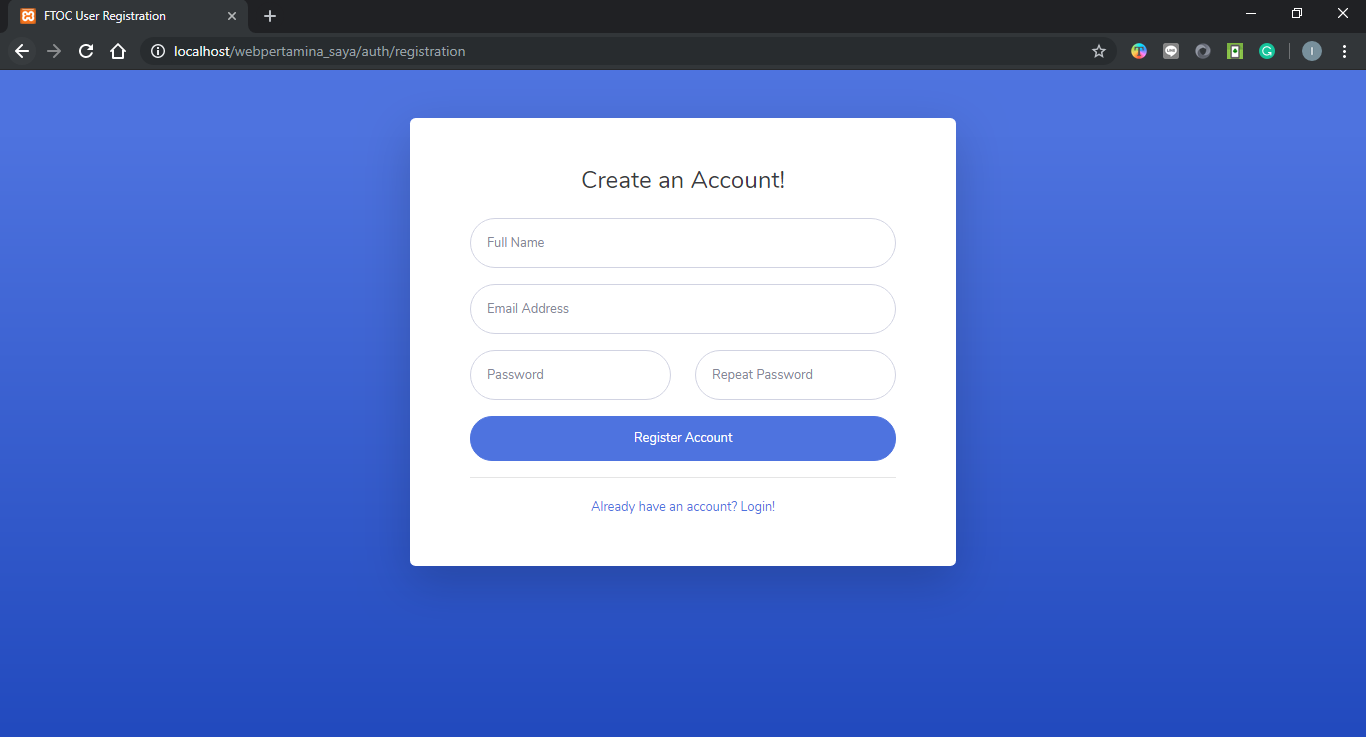 FTOC User Registration
localhost/webpertamina_saya/auth/registration
I
Create an Account!
Full Name
Email Address
Password Repeat Password
Register Account
Already have an account? Login!